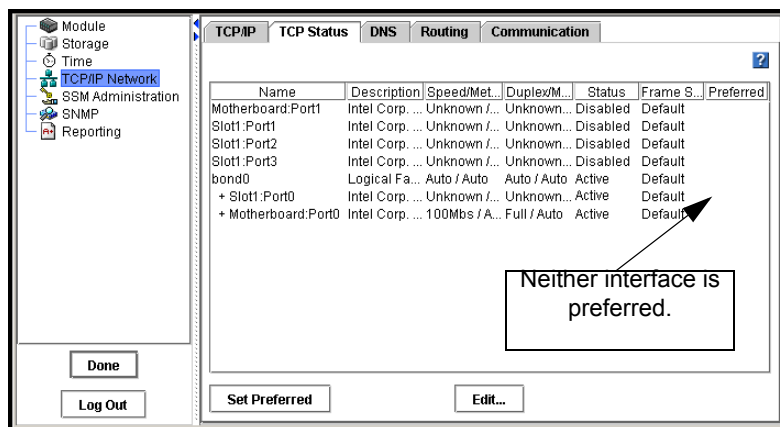 Module
Storage
Time
TCP/IP Network
SSM Administration
SNMP
Reporting
Done
Log Out
TCP/IP TCP Status DNS Routing Communication
?
Name Description Speed/Met... Duplex/M... Status Frame S... Preferred
Motherboard:Port1 Intel Corp. ... Unknown /... Unknown... Disabled Default
Slot1:Port1 Intel Corp. ... Unknown /... Unknown... Disabled Default
Slot1:Port2 Intel Corp. ... Unknown /... Unknown... Disabled Default
Slot1:Port3 Intel Corp. ... Unknown /... Unknown... Disabled Default
bond0 Logical Fa... Auto / Auto Auto / Auto Active Default
+ Slot1:Port0 Intel Corp. ... Unknown /... Unknown... Active Default
+ Motherboard:Port0 Intel Corp. ... 100Mbs / A... Full / Auto Active Default
Neither interface is
preferred.
Set Preferred Edit...